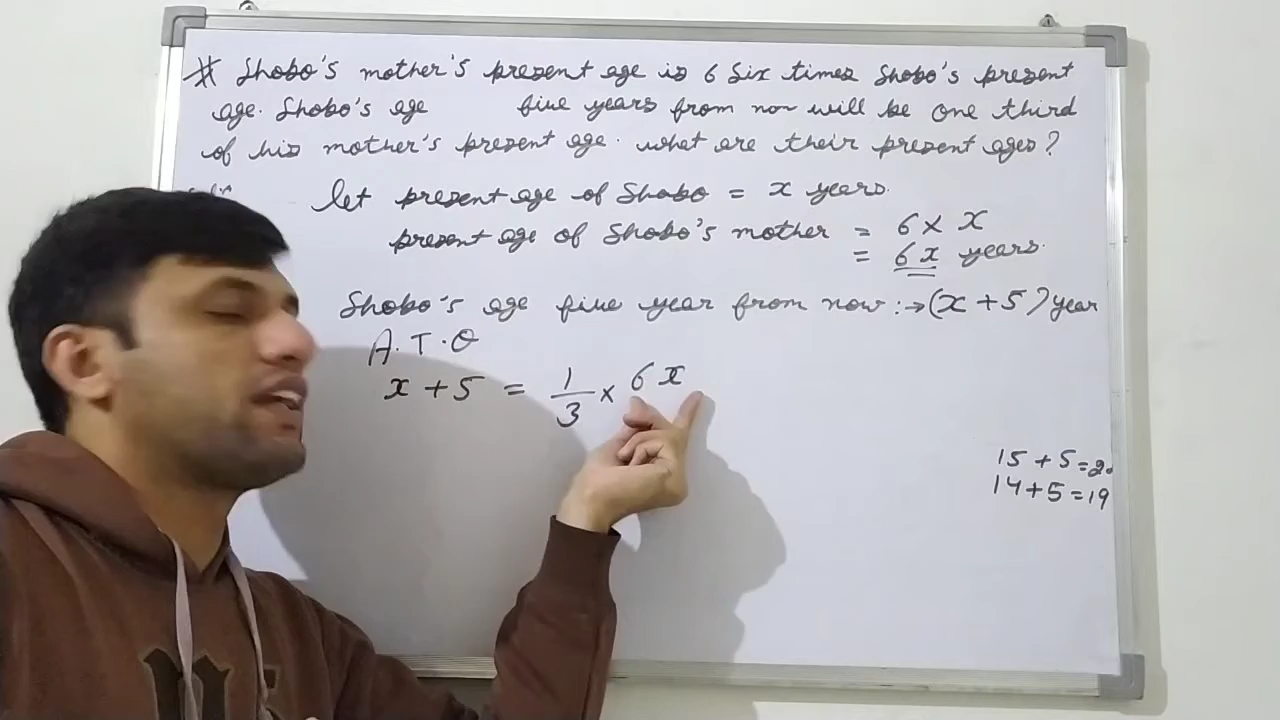 # Shobo's mother's present age is 6 Six times Shobo's present
age. Shobo's age five years from now will be one third
of his mother's present age. what are their present ages?
let present age of Shobo = x years.
present age of Shobo's mother = 6 × x
= 6x years.
Shobo's age five year from now :→ (x + 5) year
A.T.Q
x + 5 = 1/3 × 6x
15 + 5 = 20
14 + 5 = 19